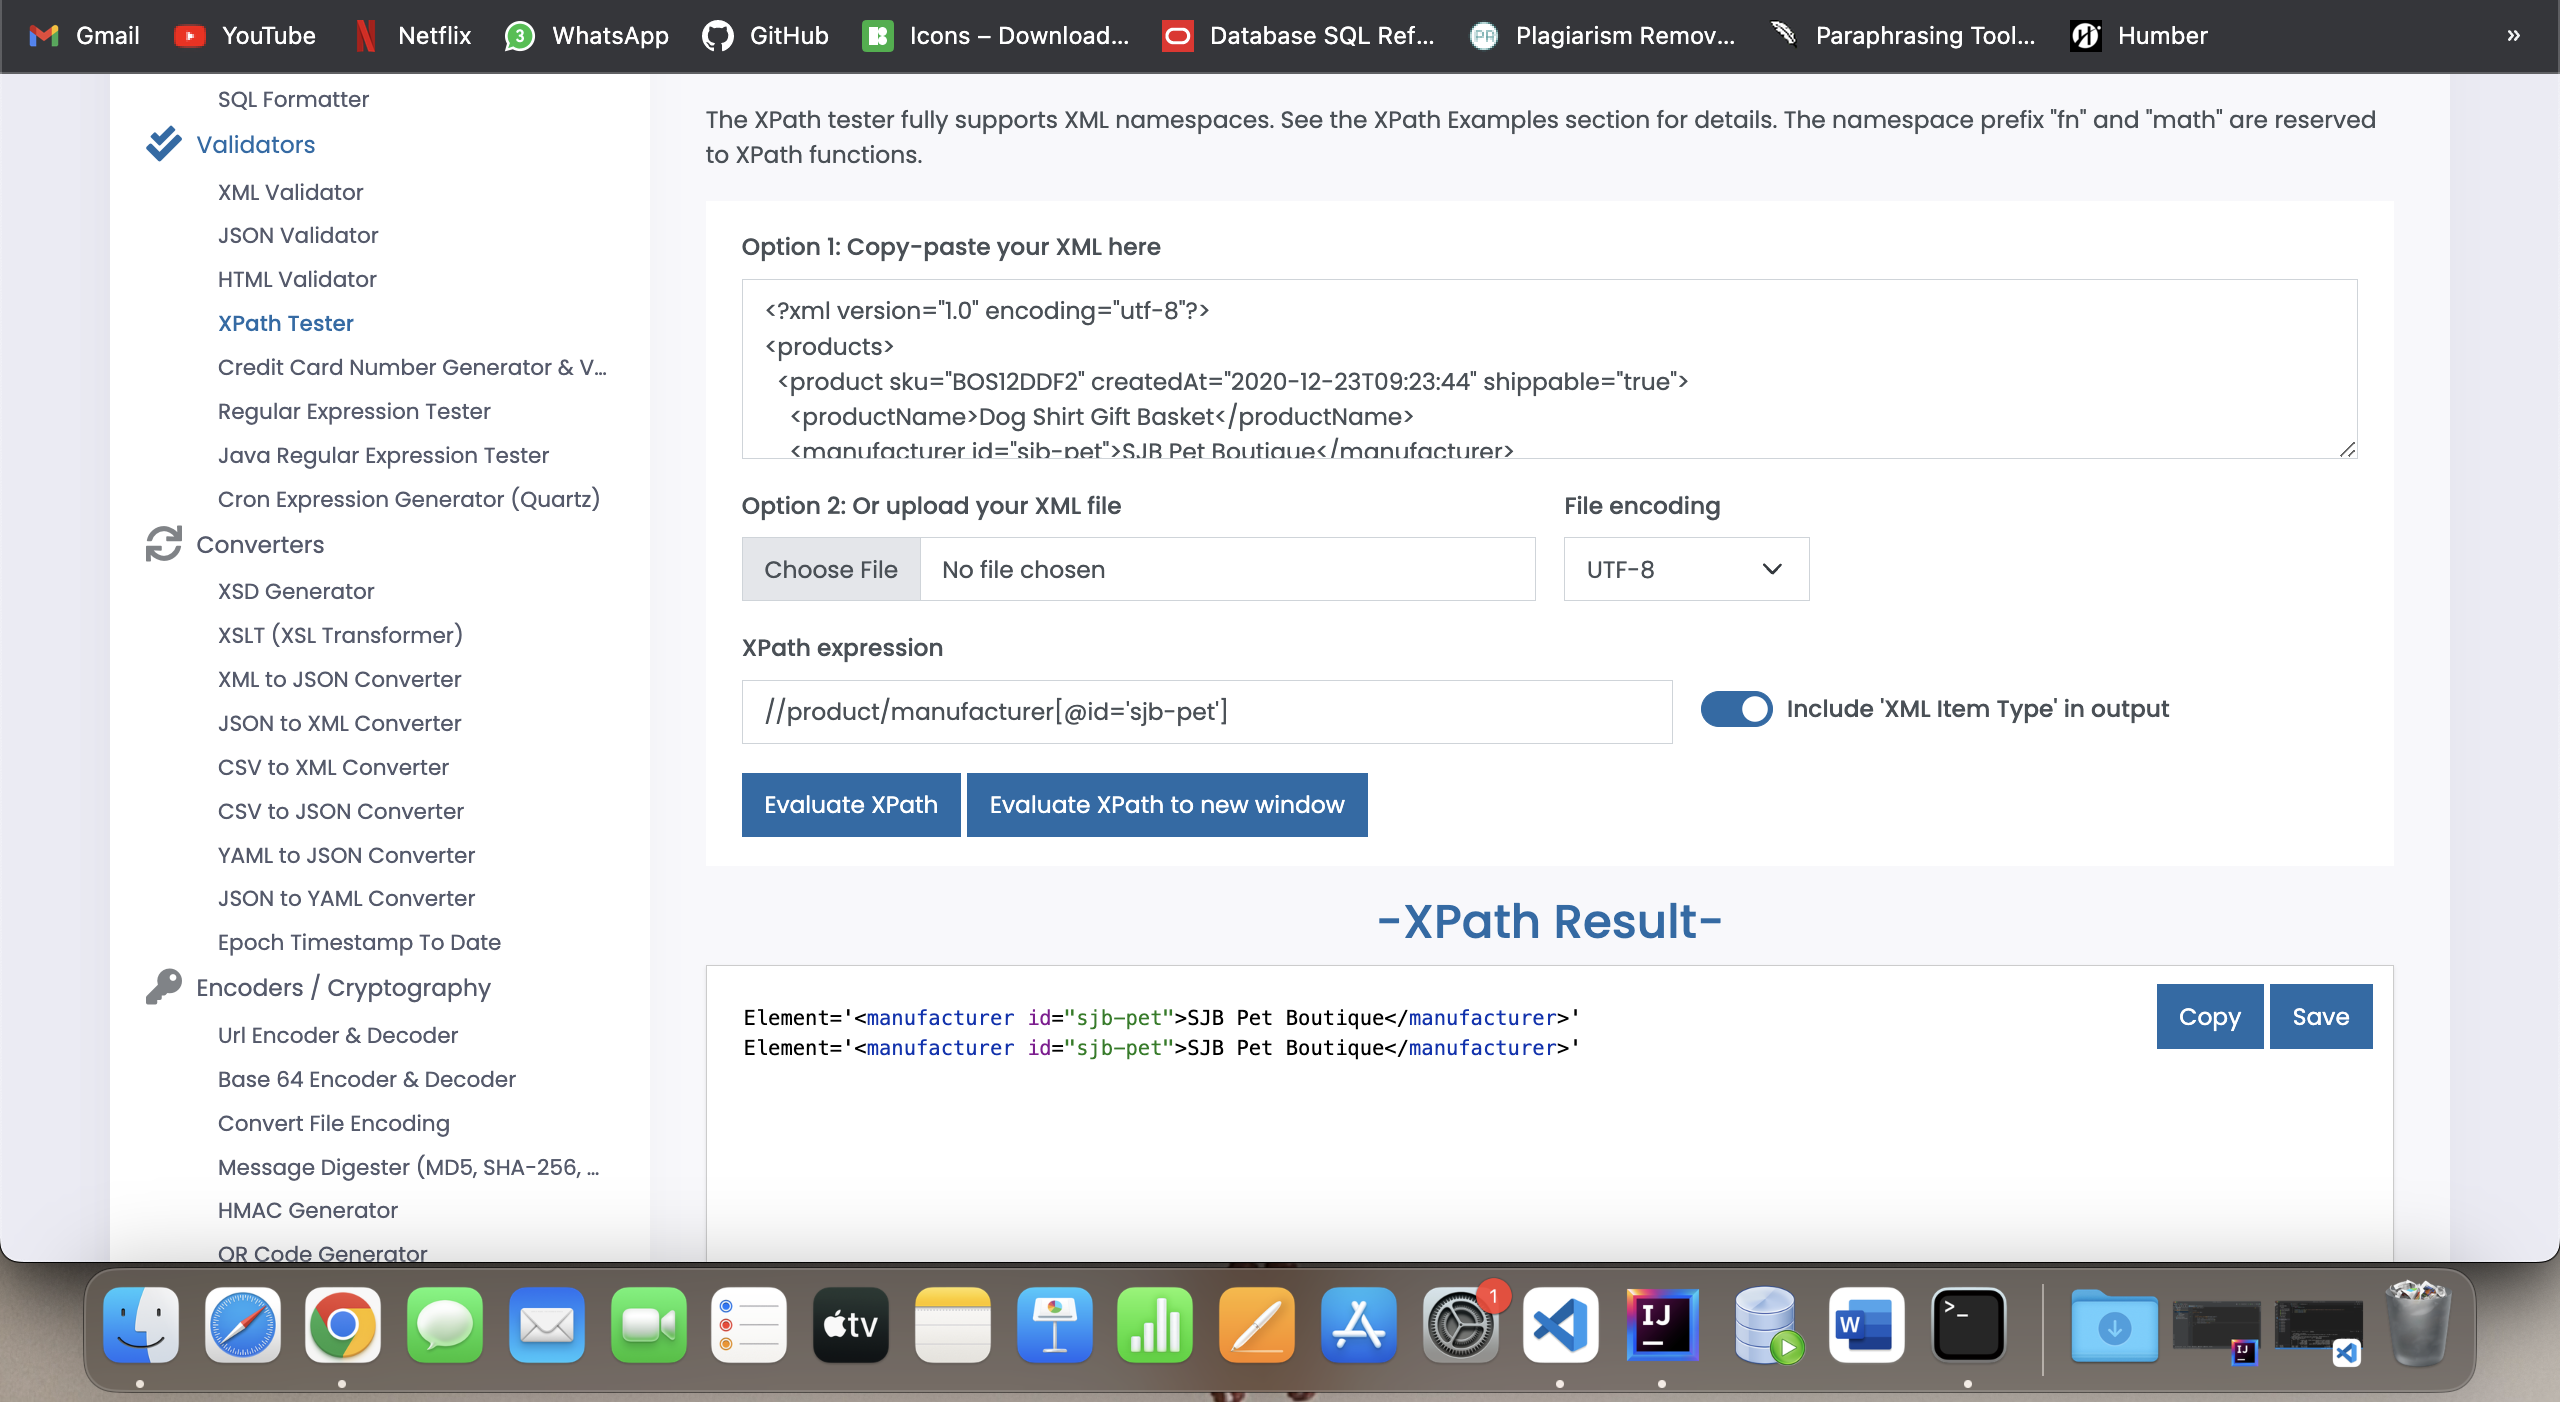 Gmail
YouTube
Netflix
3
WhatsApp
GitHub
Icons – Download...
Database SQL Ref...
PR
Plagiarism Remov...
Paraphrasing Tool...
Humber
»
SQL Formatter
Validators
XML Validator
JSON Validator
HTML Validator
XPath Tester
Credit Card Number Generator & V...
Regular Expression Tester
Java Regular Expression Tester
Cron Expression Generator (Quartz)
Converters
XSD Generator
XSLT (XSL Transformer)
XML to JSON Converter
JSON to XML Converter
CSV to XML Converter
CSV to JSON Converter
YAML to JSON Converter
JSON to YAML Converter
Epoch Timestamp To Date
Encoders / Cryptography
Url Encoder & Decoder
Base 64 Encoder & Decoder
Convert File Encoding
Message Digester (MD5, SHA-256, ...
HMAC Generator
QR Code Generator
The XPath tester fully supports XML namespaces. See the XPath Examples section for details. The namespace prefix "fn" and "math" are reserved
to XPath functions.
Option 1: Copy-paste your XML here
<?xml version="1.0" encoding="utf-8"?>
<products>
<product sku="BOS12DDF2" createdAt="2020-12-23T09:23:44" shippable="true">
<productName>Dog Shirt Gift Basket</productName>
<manufacturer id="sjb-pet">SJB Pet Boutique</manufacturer>
Option 2: Or upload your XML file
File encoding
Choose File
No file chosen
UTF-8
XPath expression
//product/manufacturer[@id='sjb-pet']
Include 'XML Item Type' in output
Evaluate XPath
Evaluate XPath to new window
-XPath Result-
Element='<manufacturer id="sjb-pet">SJB Pet Boutique</manufacturer>'
Element='<manufacturer id="sjb-pet">SJB Pet Boutique</manufacturer>'
Copy
Save
tv
1
IJ
W
>_
IJ